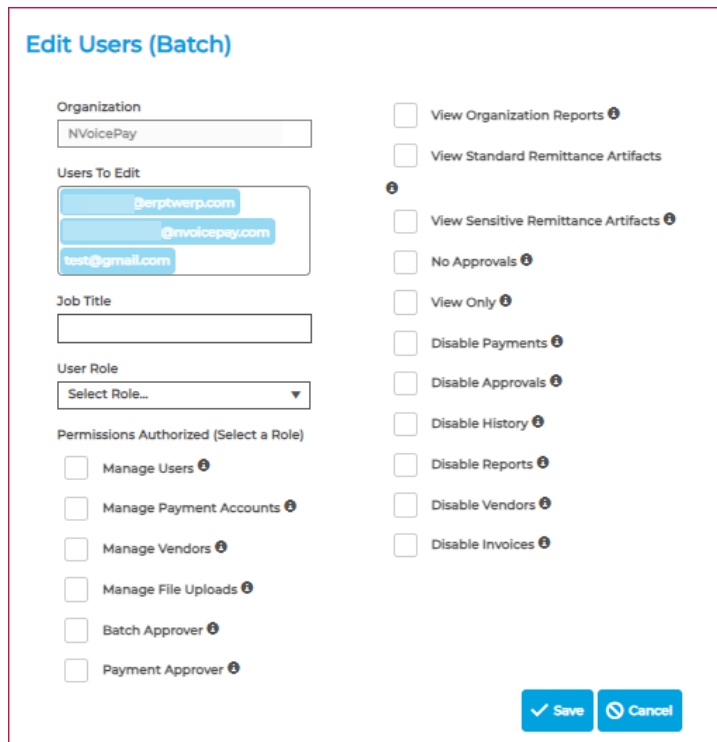 Edit Users (Batch)
Organization
NVoicePay
Users To Edit
@erptwerp.com
@nvoicepay.com
test@gmail.com
Job Title
User Role
Select Role...
Permissions Authorized (Select a Role)
Manage Users
Manage Payment Accounts
Manage Vendors
Manage File Uploads
Batch Approver
Payment Approver
View Organization Reports
View Standard Remittance Artifacts
View Sensitive Remittance Artifacts
No Approvals
View Only
Disable Payments
Disable Approvals
Disable History
Disable Reports
Disable Vendors
Disable Invoices
Save
Cancel